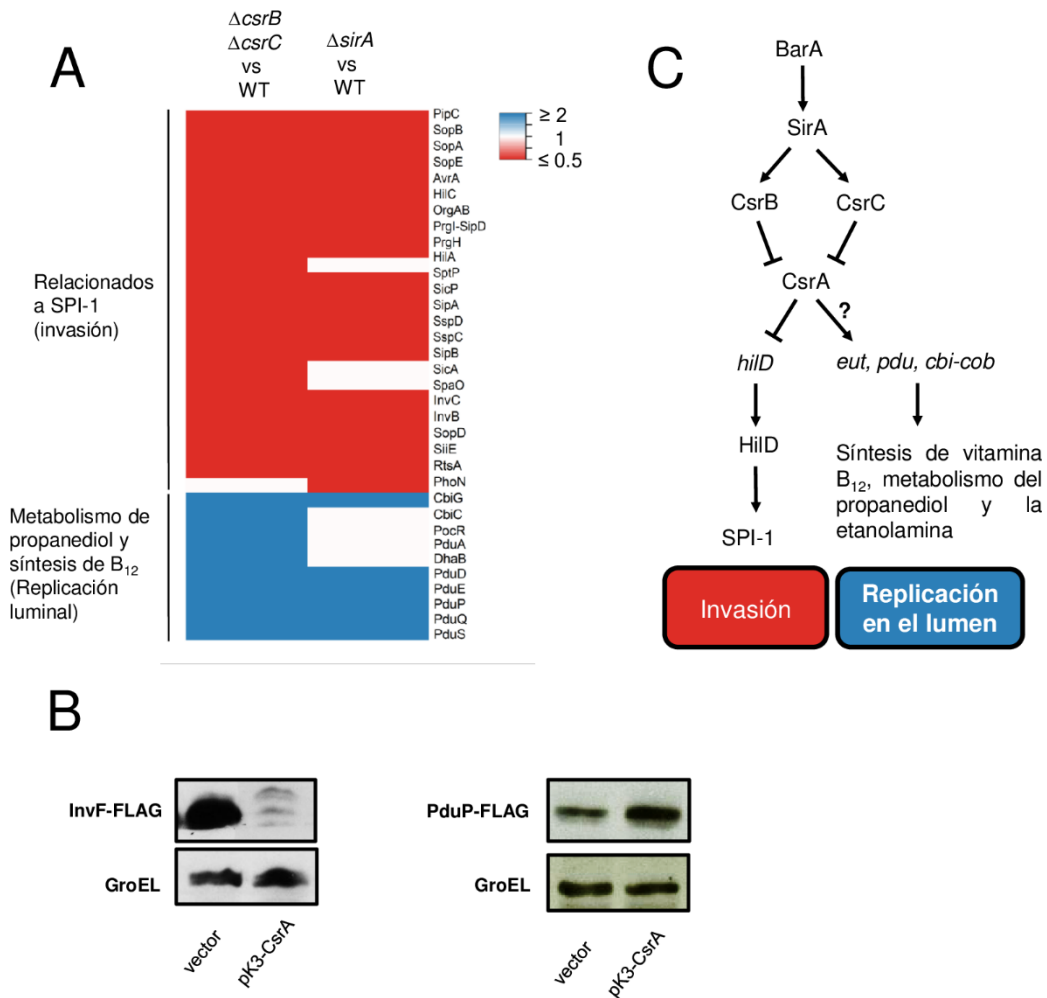 A
ΔcsrB
ΔcsrC
vs
WT
ΔsirA
vs
WT
≥ 2
1
≤ 0.5
Relacionados
a SPI-1
(invasión)
PipC
SopB
SopA
SopE
AvrA
HilC
OrgAB
PrgI-SipD
PrgH
HilA
SptP
SicP
SipA
SspD
SspC
SipB
SicA
SpaO
InvC
InvB
SopD
SiiE
RtsA
PhoN
Metabolismo de
propanediol y
síntesis de B12
(Replicación
luminal)
CbiG
CbiC
PocR
PduA
DhaB
PduD
PduE
PduP
PduQ
PduS
C
BarA
SirA
CsrB CsrC
CsrA
?
hilD eut, pdu, cbi-cob
HilD
SPI-1
Síntesis de vitamina
B12, metabolismo del
propanediol y la
etanolamina
Invasión
Replicación
en el lumen
B
InvF-FLAG
GroEL
vector pK3-CsrA
PduP-FLAG
GroEL
vector pK3-CsrA